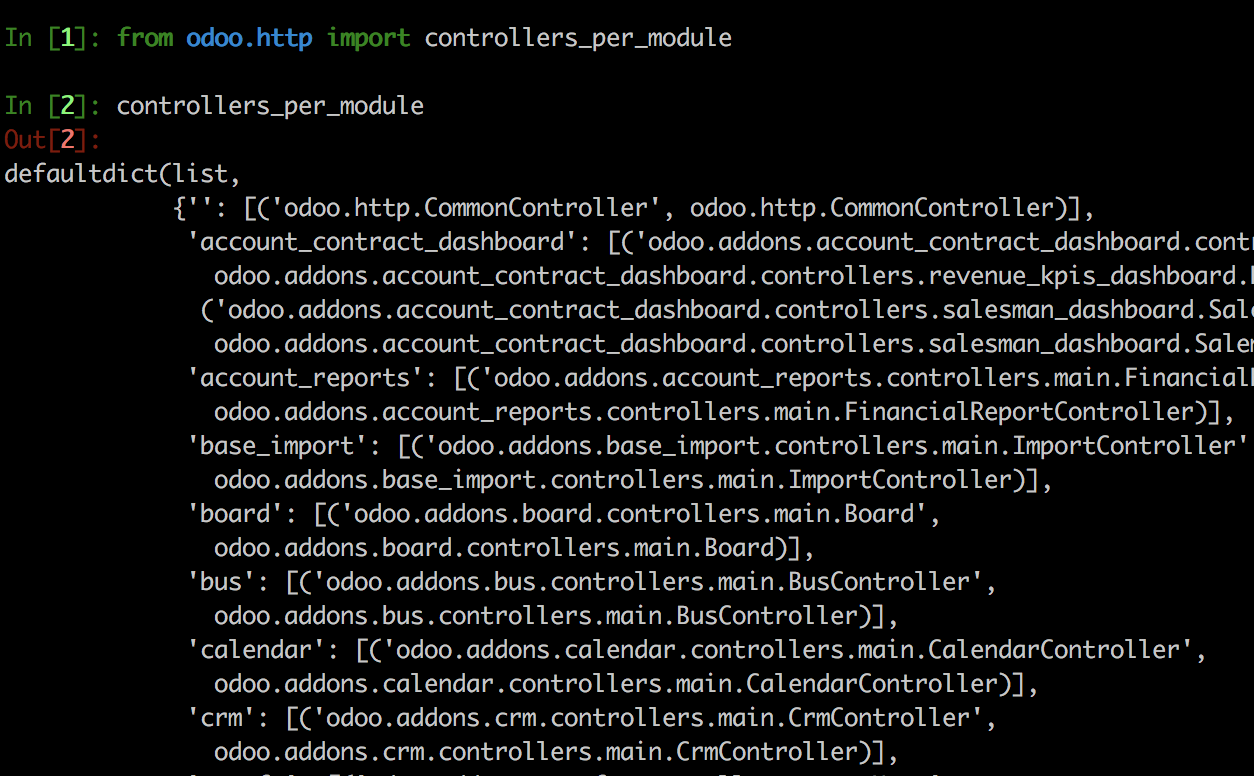 In [1]: from odoo.http import controllers_per_module
In [2]: controllers_per_module
Out[2]:
defaultdict(list,
{'': [('odoo.http.CommonController', odoo.http.CommonController)],
'account_contract_dashboard': [('odoo.addons.account_contract_dashboard.contr
odoo.addons.account_contract_dashboard.controllers.revenue_kpis_dashboard.
('odoo.addons.account_contract_dashboard.controllers.salesman_dashboard.Sale
odoo.addons.account_contract_dashboard.controllers.salesman_dashboard.Sales
'account_reports': [('odoo.addons.account_reports.controllers.main.Financial
odoo.addons.account_reports.controllers.main.FinancialReportController)],
'base_import': [('odoo.addons.base_import.controllers.main.ImportController'
odoo.addons.base_import.controllers.main.ImportController)],
'board': [('odoo.addons.board.controllers.main.Board',
odoo.addons.board.controllers.main.Board)],
'bus': [('odoo.addons.bus.controllers.main.BusController',
odoo.addons.bus.controllers.main.BusController)],
'calendar': [('odoo.addons.calendar.controllers.main.CalendarController',
odoo.addons.calendar.controllers.main.CalendarController)],
'crm': [('odoo.addons.crm.controllers.main.CrmController',
odoo.addons.crm.controllers.main.CrmController)],